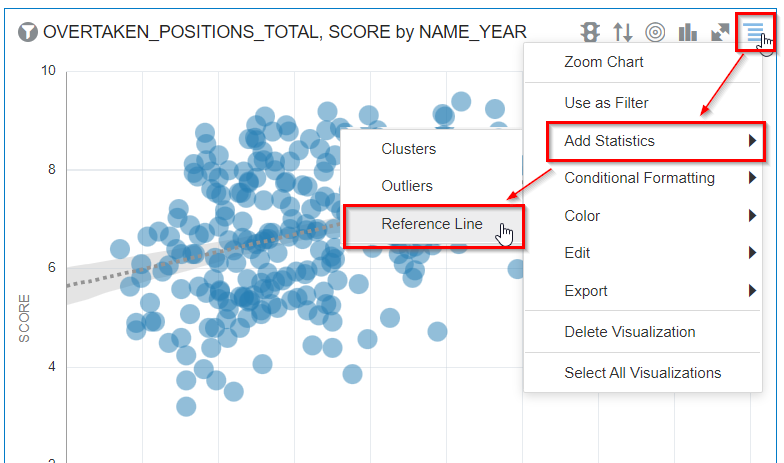 OVERTAKEN_POSITIONS_TOTAL, SCORE by NAME_YEAR
Zoom Chart
Use as Filter
Add Statistics
Clusters
Outliers
Reference Line
Conditional Formatting
Color
Edit
Export
Delete Visualization
Select All Visualizations
10
8
6
4
2
SCORE